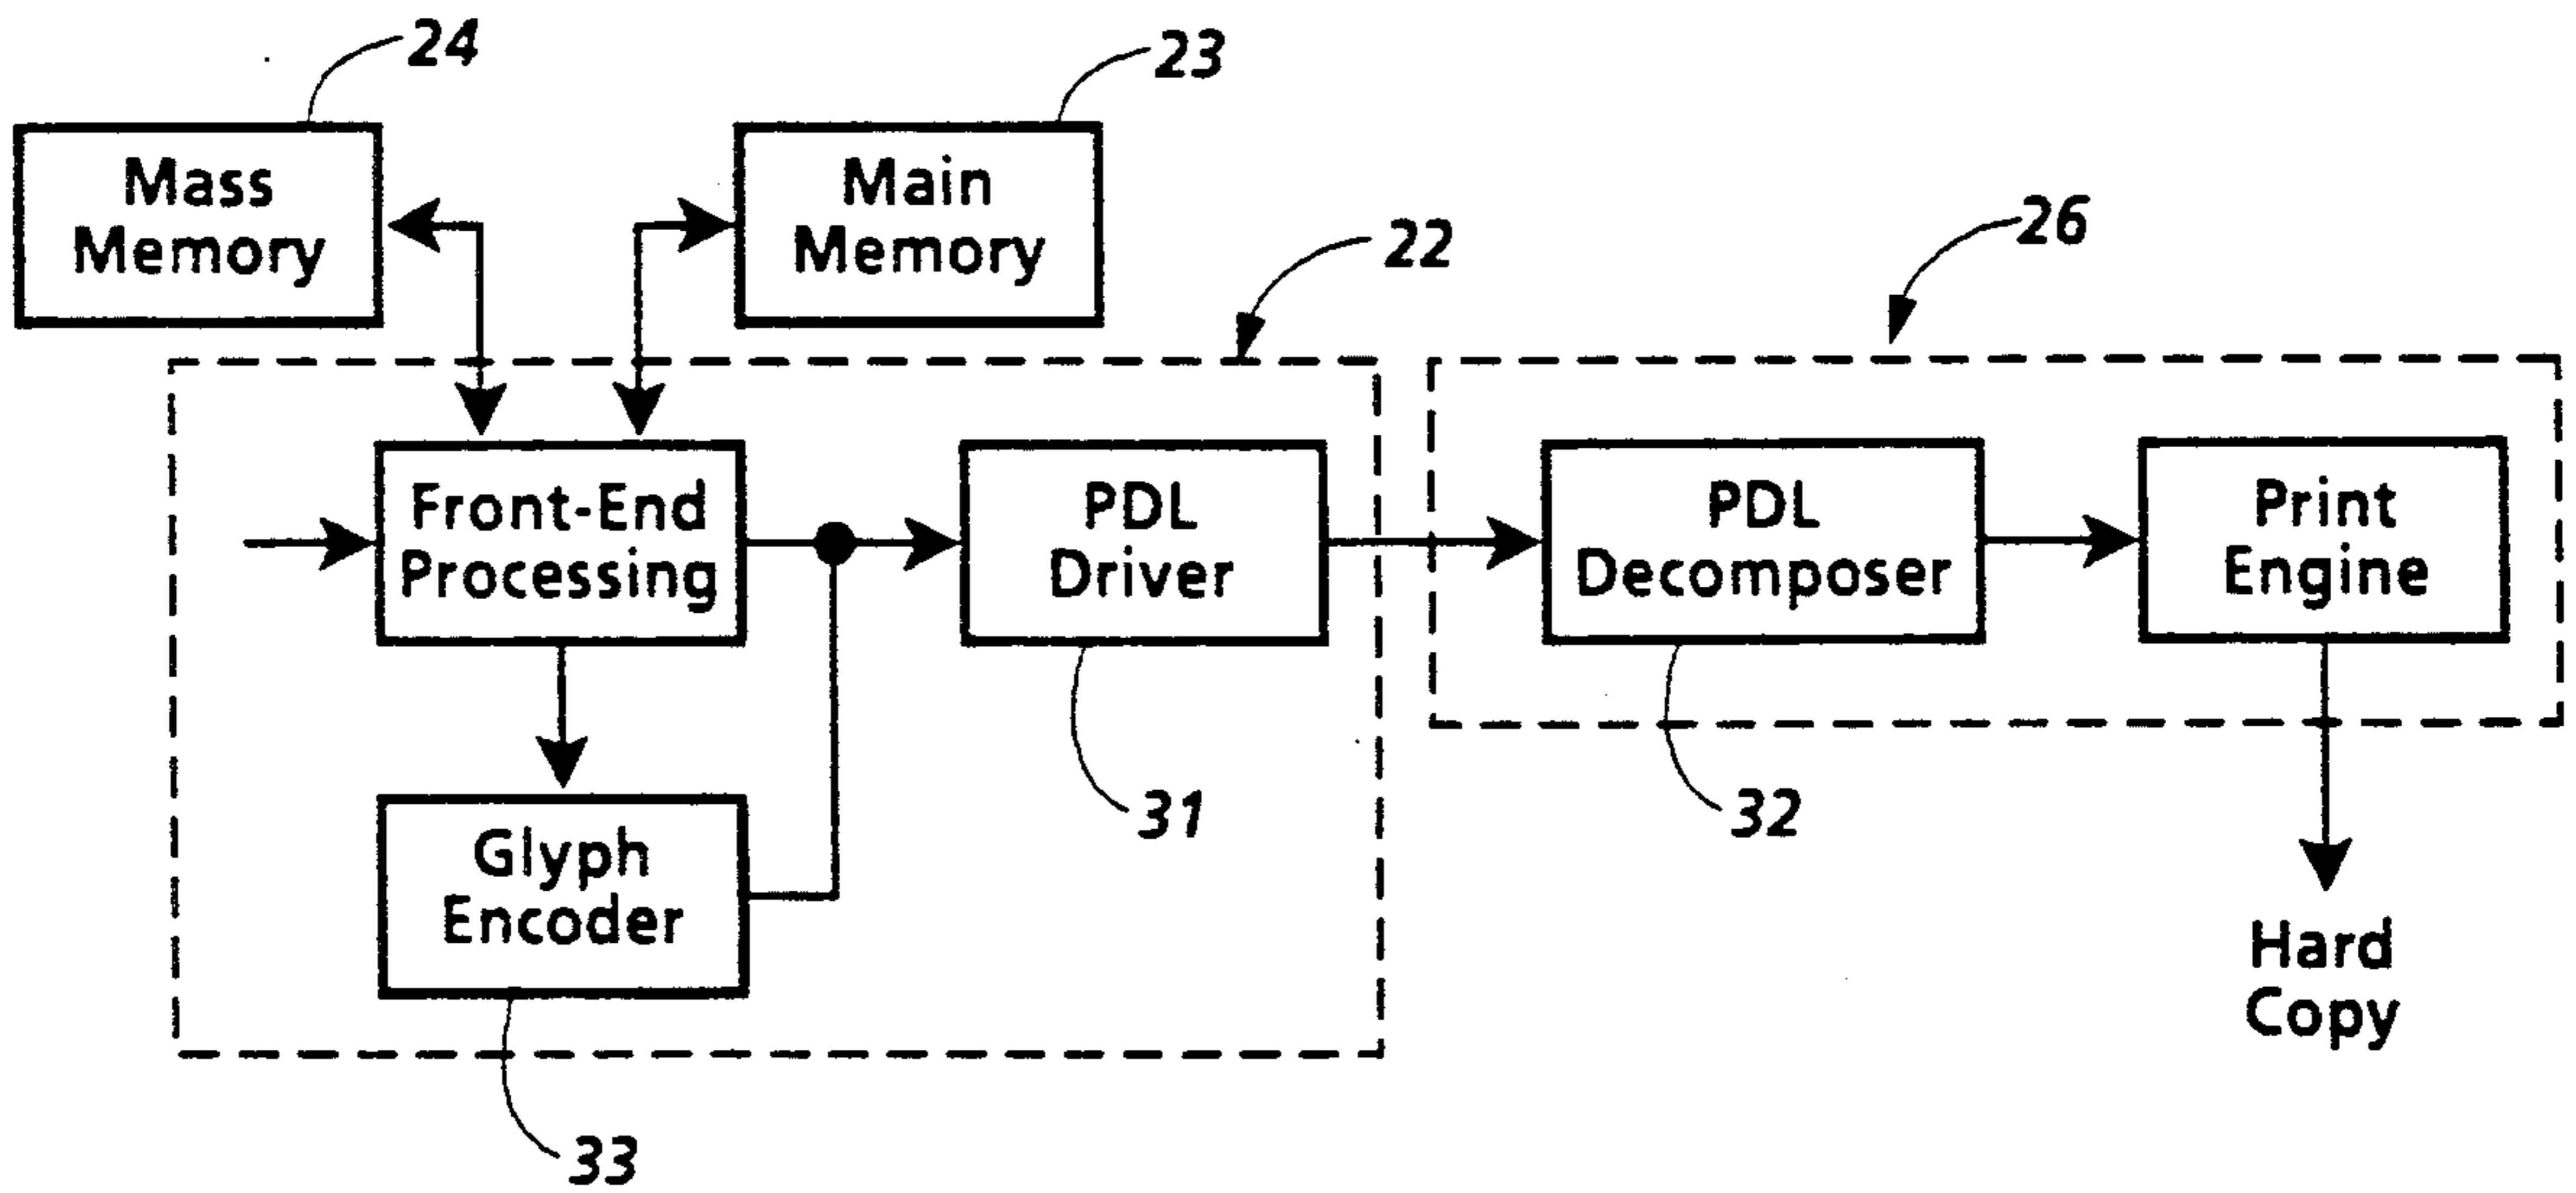 24
23
Mass
Memory
Main
Memory
22
26
Front-End
Processing
PDL
Driver
PDL
Decomposer
Print
Engine
31
32
Glyph
Encoder
33
Hard
Copy